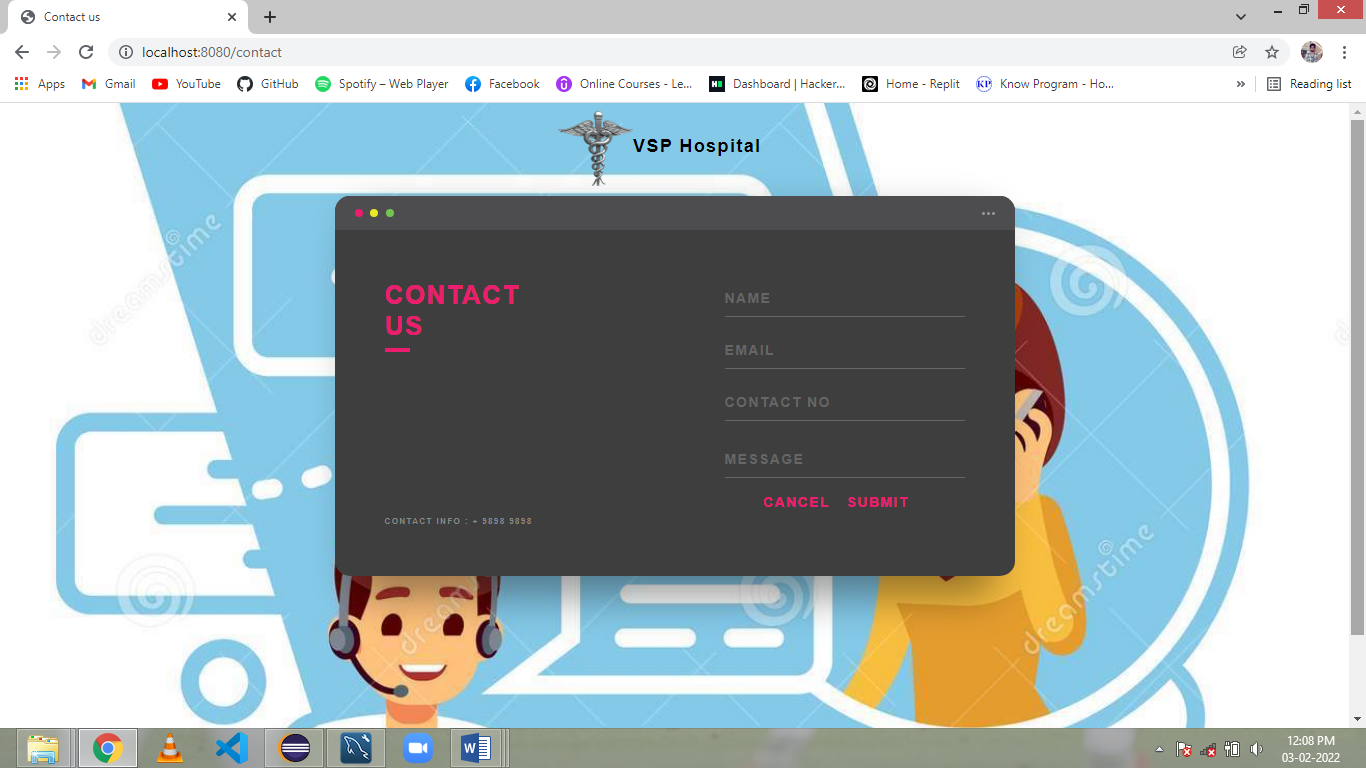 Contact us
localhost:8080/contact
Apps Gmail YouTube GitHub Spotify – Web Player Facebook Online Courses - Le... Dashboard | Hacker... Home - Replit Know Program - Ho... » Reading list
VSP Hospital
CONTACT
US
NAME
EMAIL
CONTACT NO
MESSAGE
CANCEL SUBMIT
CONTACT INFO : + 9898 9898
dreamstime
dreamstime
dreamstime
12:08 PM
03-02-2022